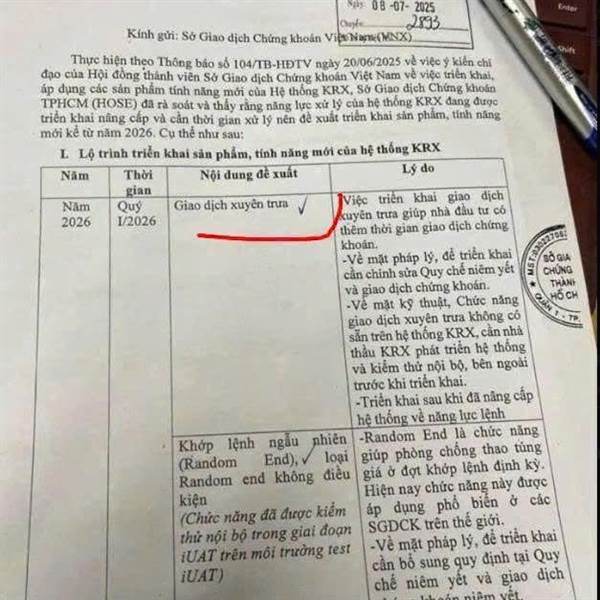 Ngày: 08-07-2025
Chuyển: 2893
Kính gửi: Sở Giao dịch Chứng khoán Việt Nam (VNX)
Thực hiện theo Thông báo số 104/TB-HĐTV ngày 20/06/2025 về việc ý kiến chỉ
đạo của Hội đồng thành viên Sở Giao dịch Chứng khoán Việt Nam về việc triển khai,
áp dụng các sản phẩm tính năng mới của Hệ thống KRX, Sở Giao dịch Chứng khoán
TPHCM (HOSE) đã rà soát và thấy rằng năng lực xử lý của hệ thống KRX đang được
triển khai nâng cấp và cần thời gian xử lý nên đề xuất triển khai sản phẩm, tính năng
mới kể từ năm 2026. Cụ thể như sau:
I. Lộ trình triển khai sản phẩm, tính năng mới của hệ thống KRX
Năm
Thời
gian
Nội dung đề xuất
Lý do
Năm
2026
Quý
I/2026
Giao dịch xuyên trưa
Việc triển khai giao dịch
xuyên trưa giúp nhà đầu tư có
thêm thời gian giao dịch chứng
khoán.
-Về mặt pháp lý, để triển khai
cần chỉnh sửa Quy chế niêm yết
và giao dịch chứng khoán.
-Về mặt kỹ thuật, Chức năng
giao dịch xuyên trưa không có
sẵn trên hệ thống KRX, cần nhà
thầu KRX phát triển hệ thống
và kiểm thử nội bộ, bên ngoài
trước khi triển khai.
-Triển khai sau khi đã nâng cấp
hệ thống về năng lực lệnh
Khớp lệnh ngẫu nhiên
(Random End), loại
Random end không điều
kiện
(Chức năng đã được kiểm
thử nội bộ trong giai đoạn
iUAT trên môi trường test
iUAT)
-Random End là chức năng
giúp phòng chống thao túng
giá ở đợt khớp lệnh định kỳ.
Hiện nay chức năng này được
áp dụng phổ biến ở các
SGDCK trên thế giới.
-Về mặt pháp lý, để triển khai
cần bổ sung quy định tại Quy
chế niêm yết và giao dịch
chứng khoán niêm yết.
SỞ GIA
CHỨNG
THÀNH
HỒ CH
QUẬN 1 - TP.
Enter
Shift